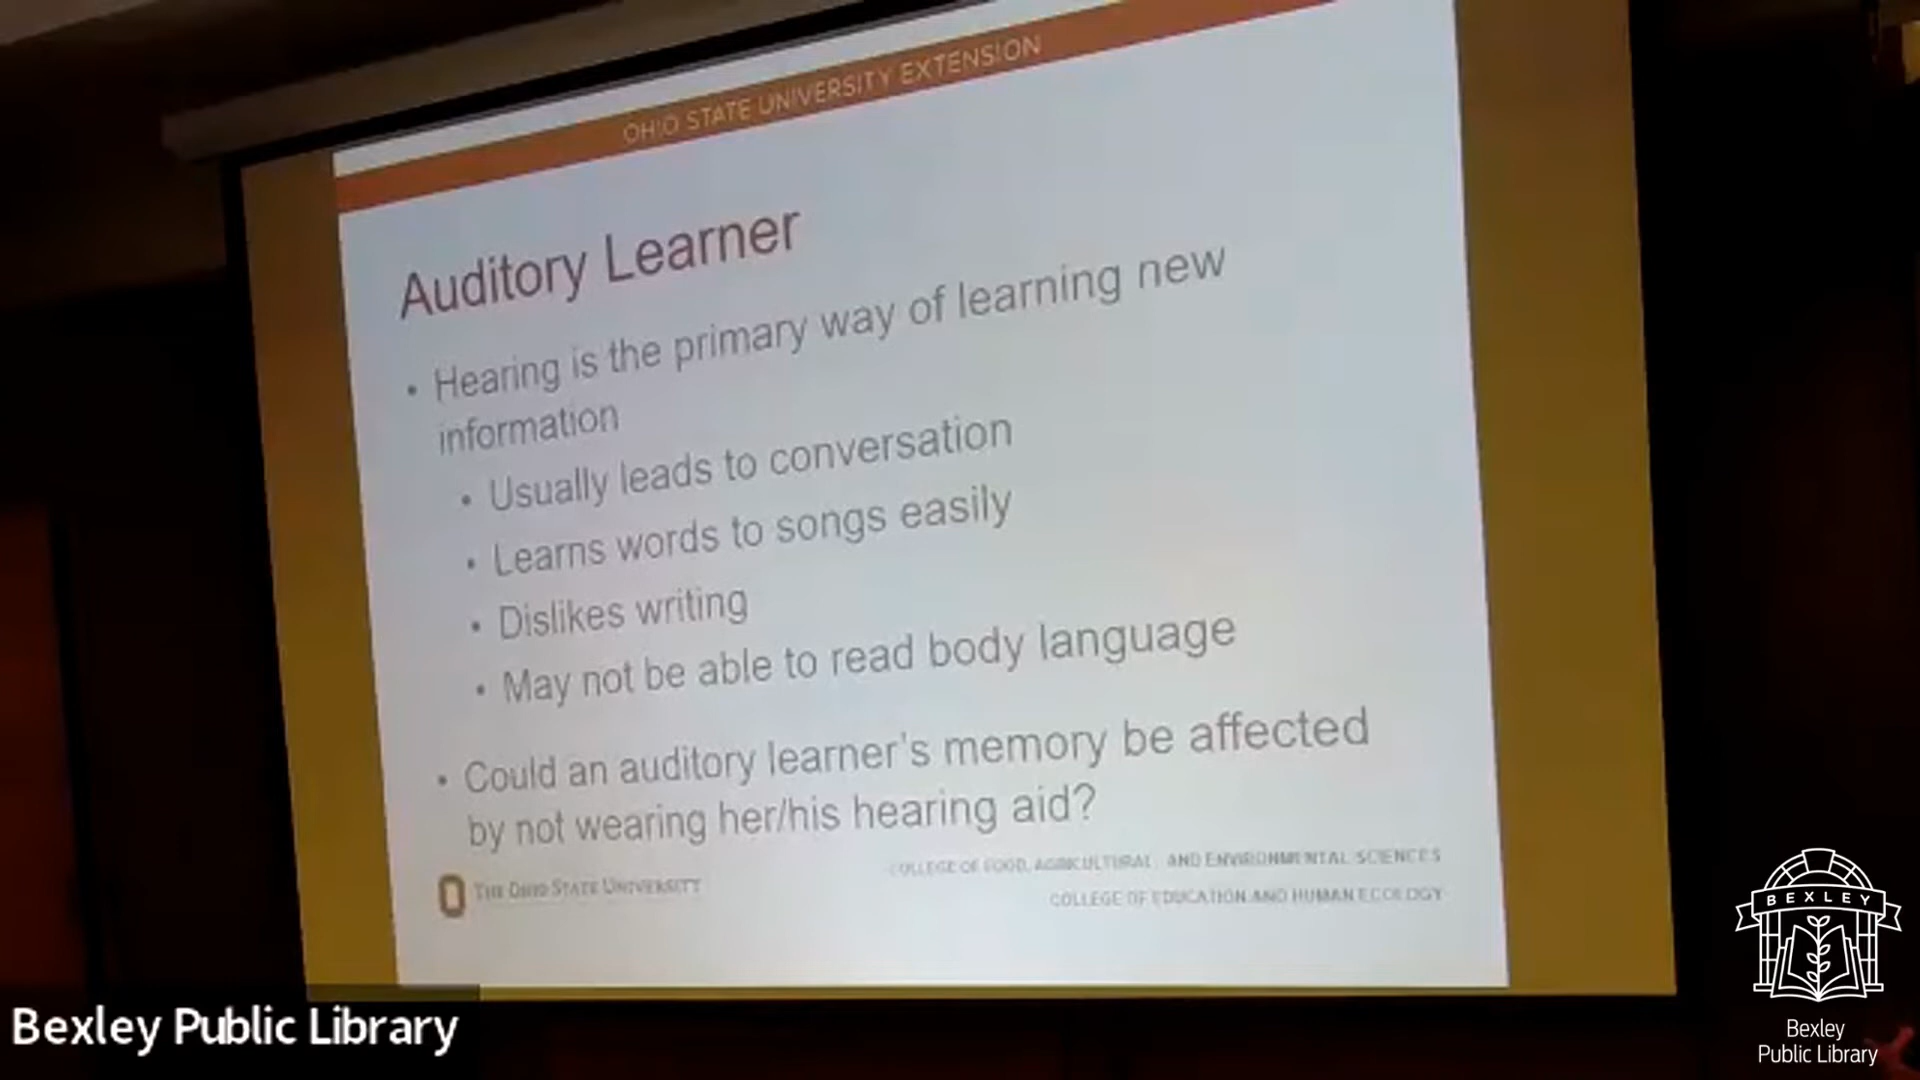 OHIO STATE UNIVERSITY EXTENSION
Auditory Learner
• Hearing is the primary way of learning new
information
• Usually leads to conversation
• Learns words to songs easily
• Dislikes writing
• May not be able to read body language
• Could an auditory learner's memory be affected
by not wearing her/his hearing aid?
THE OHIO STATE UNIVERSITY
COLLEGE OF FOOD, AGRICULTURAL, AND ENVIRONMENTAL SCIENCES
COLLEGE OF EDUCATION AND HUMAN ECOLOGY
Bexley Public Library
BEXLEY
Bexley
Public Library